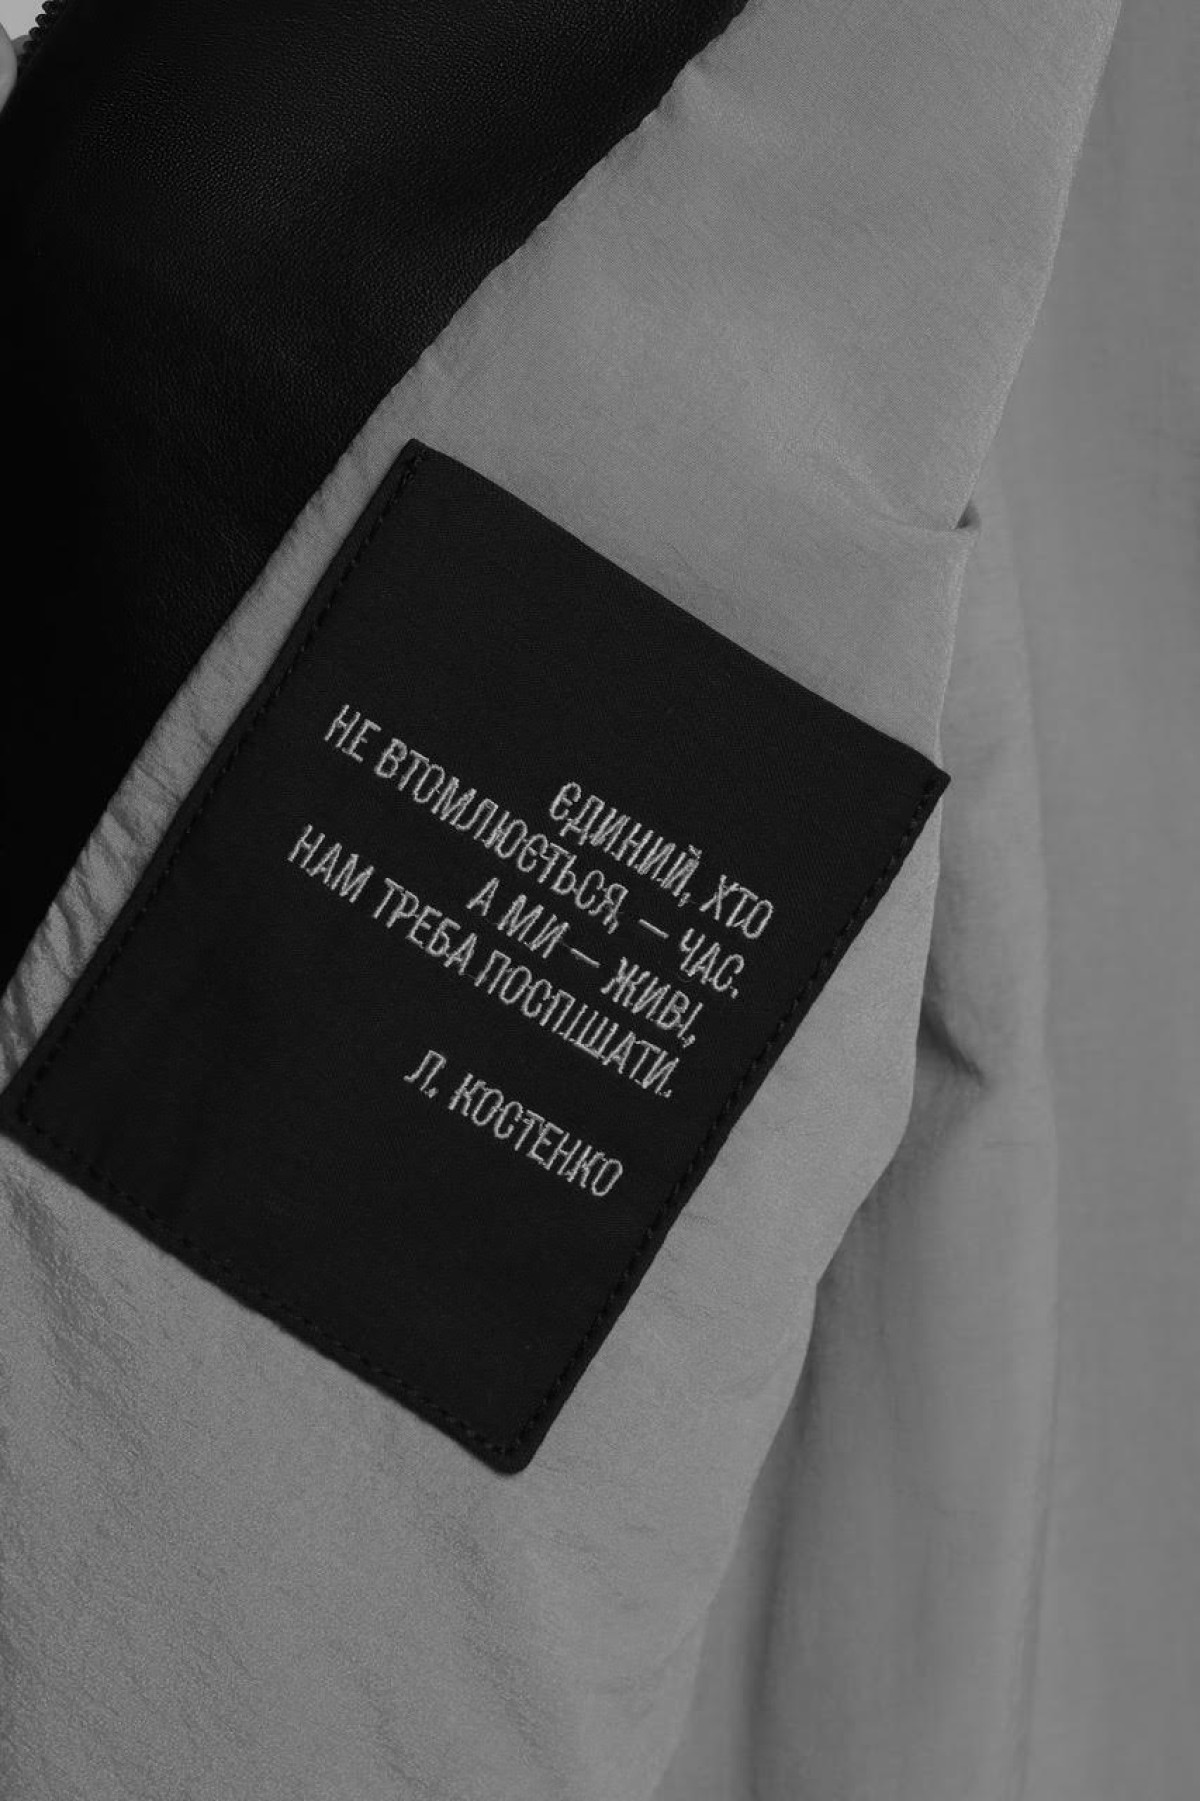 ЄДИНИЙ, ХТО
НЕ ВТОМЛЮЄТЬСЯ, – ЧАС.
А МИ – ЖИВІ,
НАМ ТРЕБА ПОСПІШАТИ.
Л. КОСТЕНКО